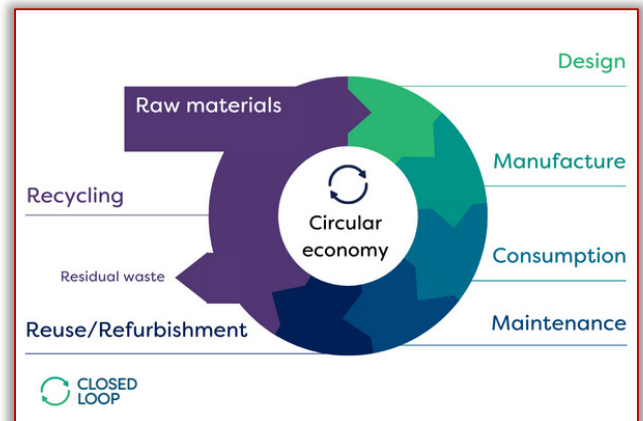 Design
Raw materials
Manufacture
Recycling
Circular
economy
Consumption
Residual waste
Maintenance
Reuse/Refurbishment
CLOSED
LOOP